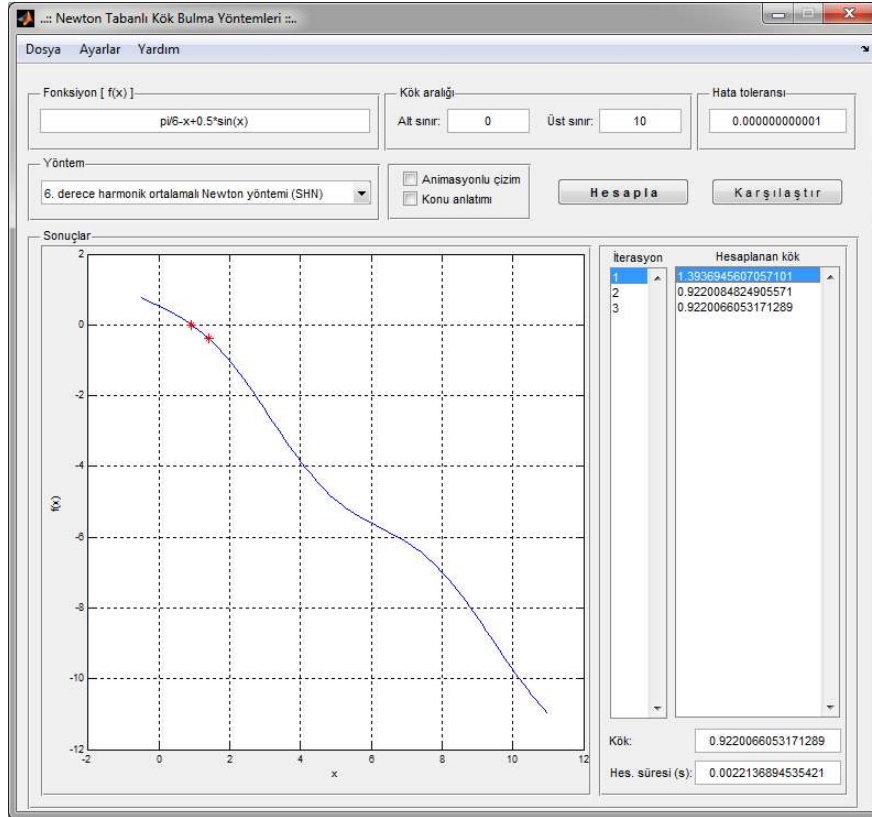 ..:: Newton Tabanlı Kök Bulma Yöntemleri ::..
Dosya Ayarlar Yardım
Fonksiyon [ f(x) ]
pi/6-x+0.5*sin(x)
Kök aralığı
Alt sınır: 0 Üst sınır: 10
Hata toleransı
0.000000000001
Yöntem
6. derece harmonik ortalamalı Newton yöntemi (SHN)
Animasyonlu çizim
Konu anlatımı
Hesapla
Karşılaştır
Sonuçlar
2
0
-2
-4
-6
-8
-10
-12
f(x)
-2 0 2 4 6 8 10 12
x
İterasyon Hesaplanan kök
1 1.3936945607057101
2 0.9220084824905571
3 0.9220066053171289
Kök: 0.9220066053171289
Hes. süresi (s): 0.0022136894535421